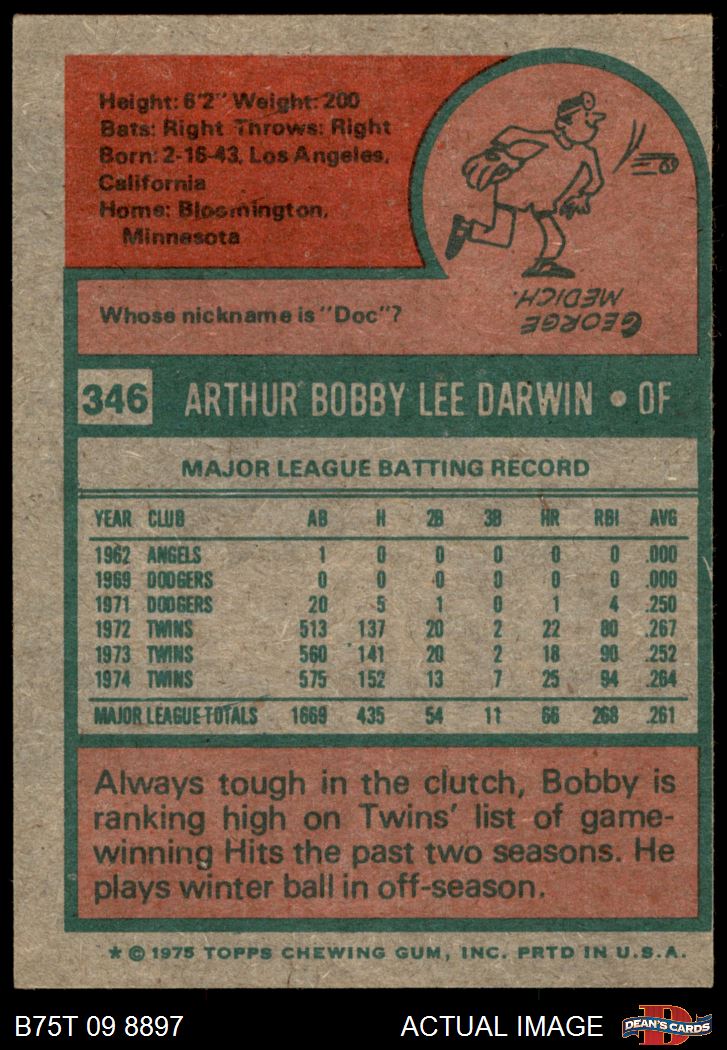 Height: 6'2" Weight: 200
Bats: Right Throws: Right
Born: 2-16-43, Los Angeles,
California
Home: Bloomington,
Minnesota
GEORGE
MEDICH.
Whose nickname is "Doc"?
346 ARTHUR BOBBY LEE DARWIN • OF
MAJOR LEAGUE BATTING RECORD
YEAR CLUB AB H 2B 3B HR RBI AVG
1962 ANGELS 1 0 0 0 0 0 .000
1969 DODGERS 0 0 0 0 0 0 .000
1971 DODGERS 20 5 1 0 1 4 .250
1972 TWINS 513 137 20 2 22 80 .267
1973 TWINS 560 141 20 2 18 90 .252
1974 TWINS 575 152 13 7 25 94 .264
MAJOR LEAGUE TOTALS 1669 435 54 11 66 268 .261
Always tough in the clutch, Bobby is
ranking high on Twins' list of game-
winning Hits the past two seasons. He
plays winter ball in off-season.
* © 1975 TOPPS CHEWING GUM, INC. PRTD IN U.S.A.
B75T 09 8897 ACTUAL IMAGE
D
DEAN'S CARDS